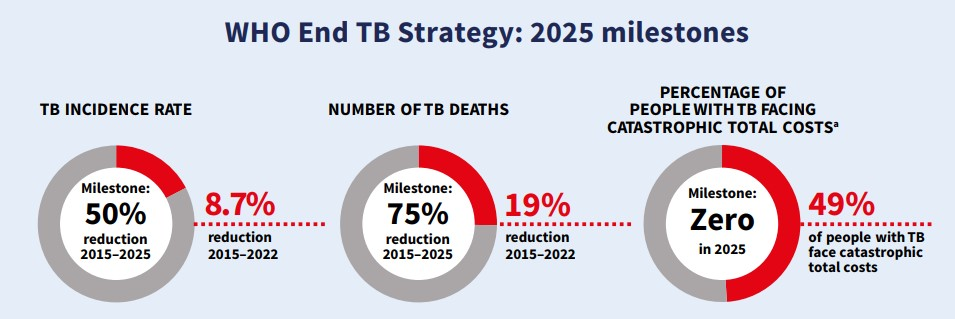 WHO End TB Strategy: 2025 milestones
TB INCIDENCE RATE
Milestone:
50%
reduction
2015–2025
8.7%
reduction
2015–2022
NUMBER OF TB DEATHS
Milestone:
75%
reduction
2015–2025
19%
reduction
2015–2022
PERCENTAGE OF
PEOPLE WITH TB FACING
CATASTROPHIC TOTAL COSTSᵃ
Milestone:
Zero
in 2025
49%
of people with TB
face catastrophic
total costs